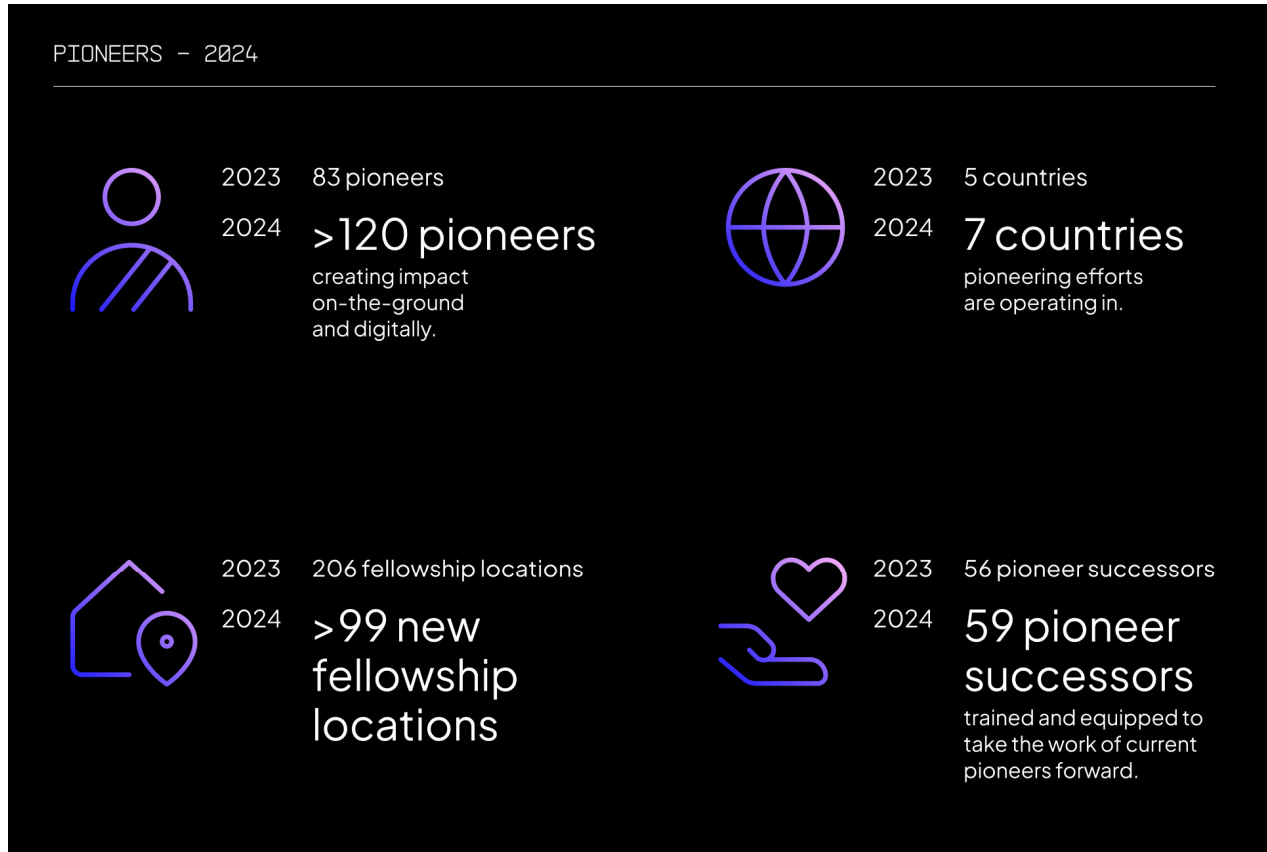 PIONEERS – 2024
2023 83 pioneers
2024 >120 pioneers
creating impact
on-the-ground
and digitally.
2023 5 countries
2024 7 countries
pioneering efforts
are operating in.
2023 206 fellowship locations
2024 >99 new
fellowship
locations
2023 56 pioneer successors
2024 59 pioneer
successors
trained and equipped to
take the work of current
pioneers forward.